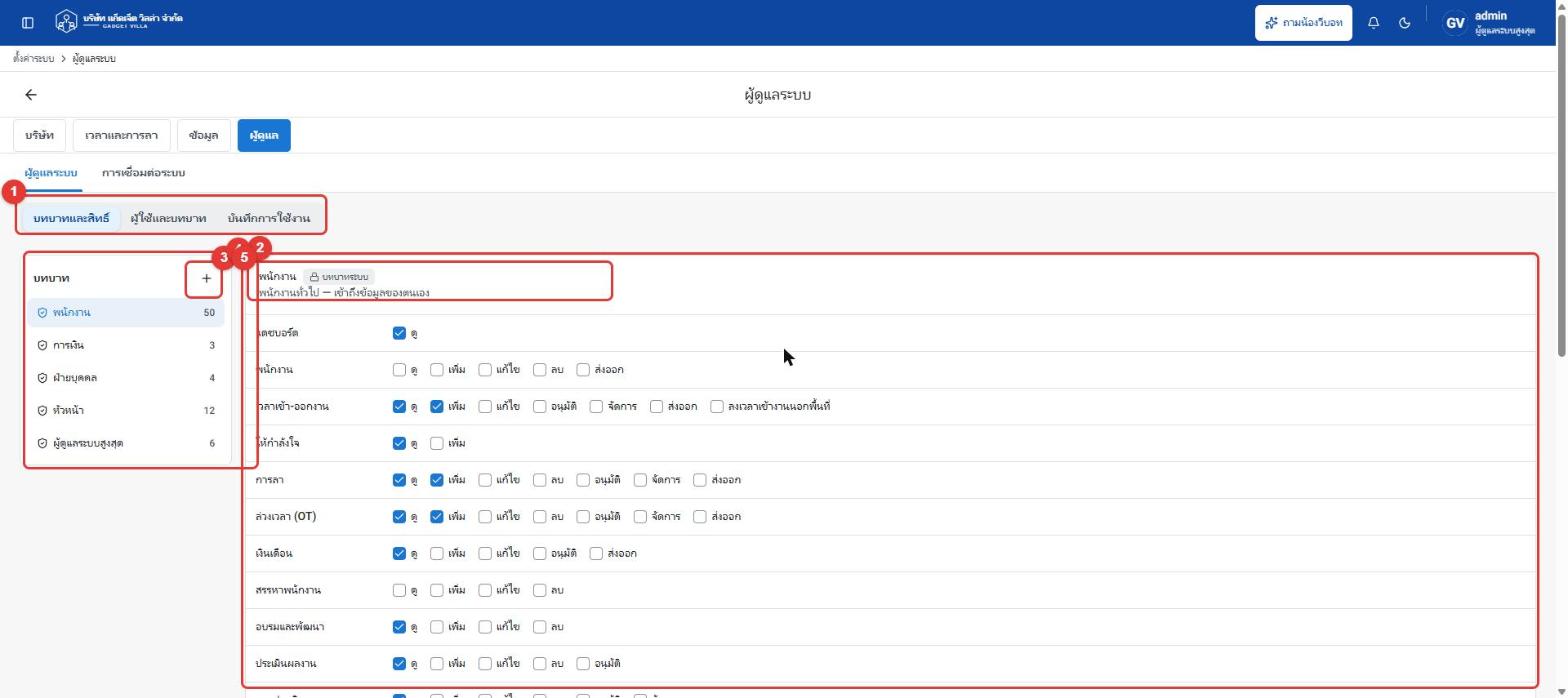 บริษัท แก็ดเจ็ต วิลล่า จำกัด
GADGET VILLA
ถามน้องวีบอท
GV
admin
ผู้ดูแลระบบสูงสุด
ตั้งค่าระบบ > ผู้ดูแลระบบ
ผู้ดูแลระบบ
บริษัท เวลาและการลา ข้อมูล ผู้ดูแล
ผู้ดูแลระบบ การเชื่อมต่อระบบ
1
บทบาทและสิทธิ์ ผู้ใช้และบทบาท บันทึกการใช้งาน
3 5 2
บทบาท +
พนักงาน 50
การเงิน 3
ฝ่ายบุคคล 4
หัวหน้า 12
ผู้ดูแลระบบสูงสุด 6
พนักงาน บทบาทระบบ
พนักงานทั่วไป — เข้าถึงข้อมูลของตนเอง
แดชบอร์ด ดู
พนักงาน ดู เพิ่ม แก้ไข ลบ ส่งออก
เวลาเข้า-ออกงาน ดู เพิ่ม แก้ไข อนุมัติ จัดการ ส่งออก ลงเวลาเข้างานนอกพื้นที่
ให้กำลังใจ ดู เพิ่ม
การลา ดู เพิ่ม แก้ไข ลบ อนุมัติ จัดการ ส่งออก
ล่วงเวลา (OT) ดู เพิ่ม แก้ไข ลบ อนุมัติ จัดการ ส่งออก
เงินเดือน ดู เพิ่ม แก้ไข อนุมัติ ส่งออก
สรรหาพนักงาน ดู เพิ่ม แก้ไข ลบ
อบรมและพัฒนา ดู เพิ่ม แก้ไข ลบ
ประเมินผลงาน ดู เพิ่ม แก้ไข ลบ อนุมัติ